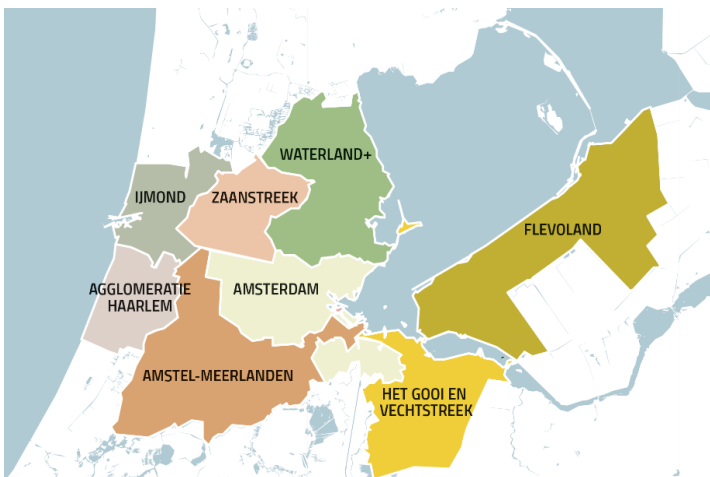 WATERLAND+
IJMOND
ZAANSTREEK
FLEVOLAND
AGGLOMERATIE
HAARLEM
AMSTERDAM
AMSTEL-MEERLANDEN
HET GOOI EN
VECHTSTREEK